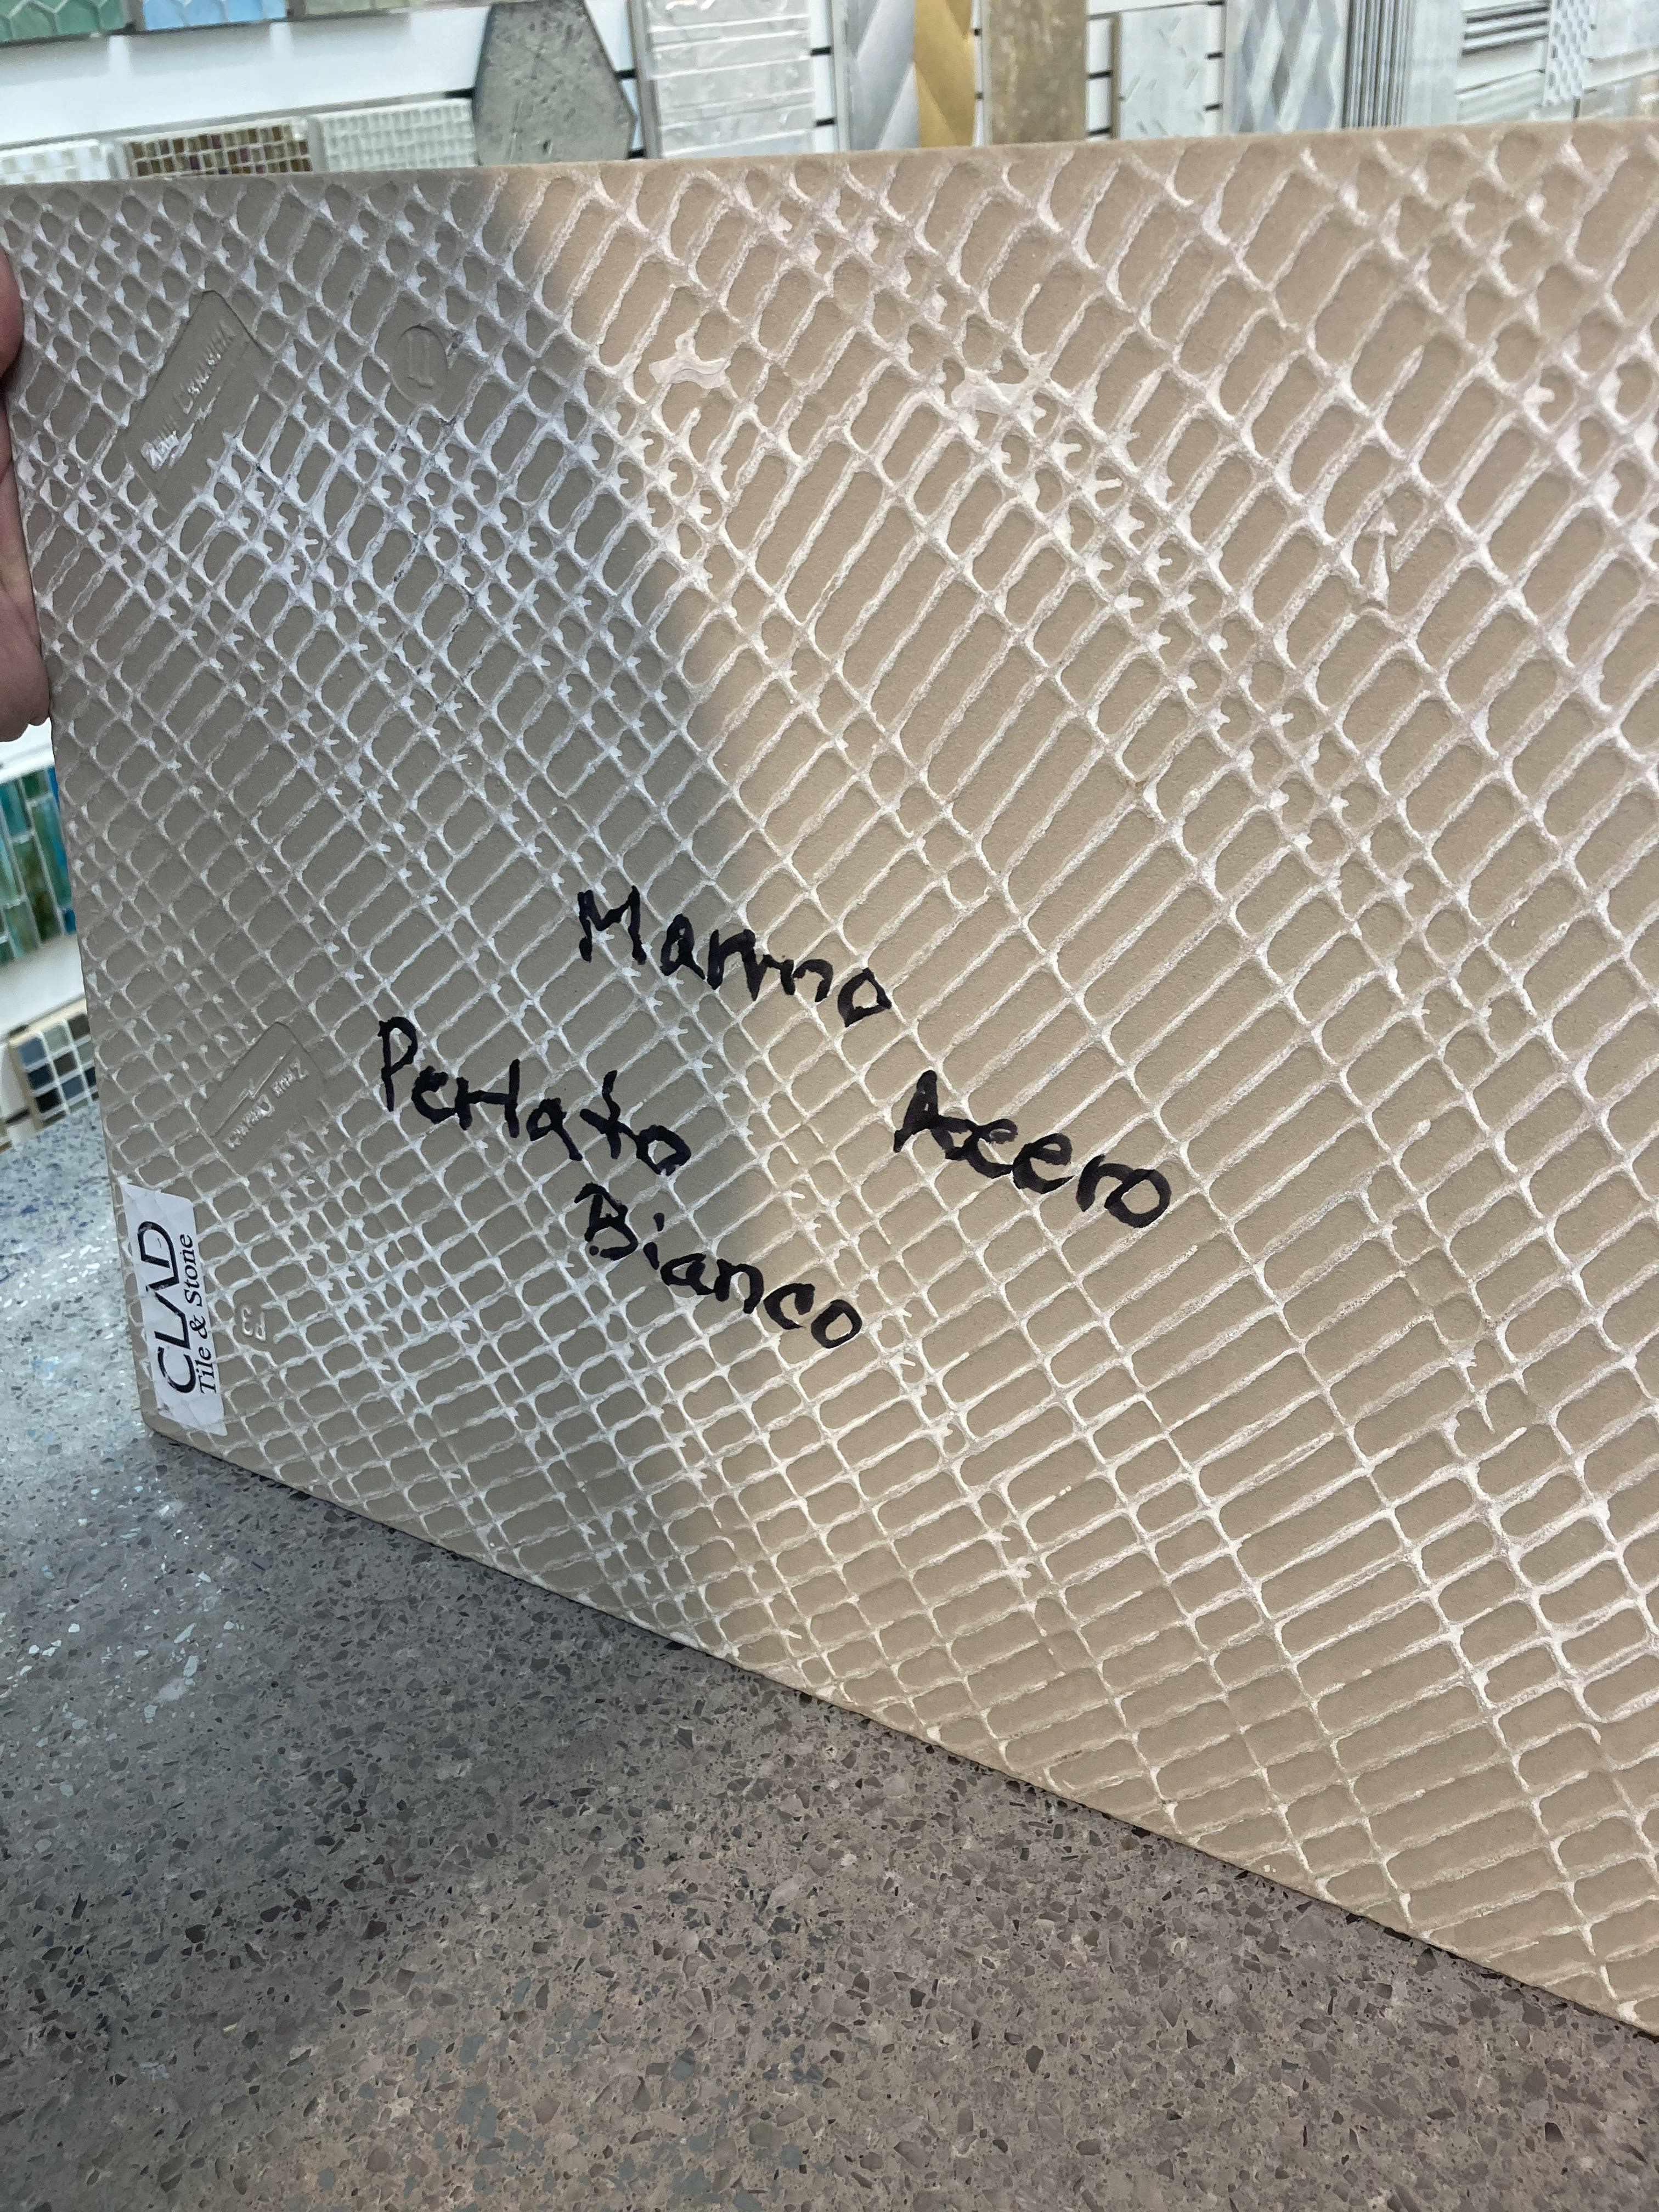 Marmo
Acero
Perlato
Bianco
CLAD
Tile & Stone